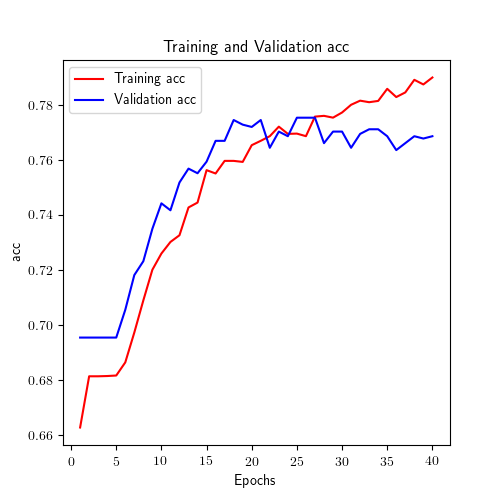 Training and Validation acc
Training acc
Validation acc
0.78
0.76
0.74
0.72
0.70
0.68
0.66
acc
0 5 10 15 20 25 30 35 40
Epochs